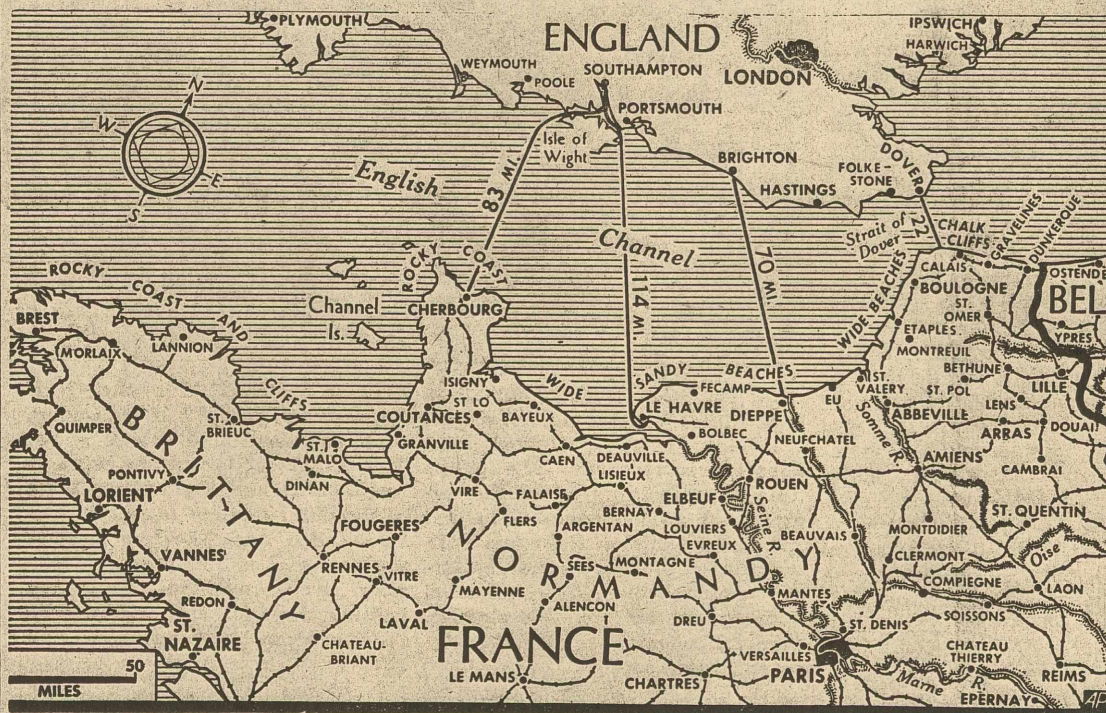 PLYMOUTH
ENGLAND
IPSWICH
HARWICH
WEYMOUTH
POOLE
SOUTHAMPTON
LONDON
PORTSMOUTH
N
W
E
S
Isle of
Wight
BRIGHTON
DOVER
FOLKE-
STONE
HASTINGS
English
Channel
83 MI.
114 MI.
70 MI.
22
Strait of
Dover
CHALK
CLIFFS
GRAVELINES
DUNKERQUE
OSTENDE
BEL
ROCKY
COAST
AND
CLIFFS
ROCKY
COAST
Channel
Is.
CHERBOURG
WIDE BEACHES
CALAIS
BOULOGNE
ST.
OMER
YPRES
ETAPLES
MONTREUIL
BETHUNE
LILLE
BREST
MORLAIX
LANNION
ISIGNY
WIDE
SANDY
BEACHES
FECAMP
EU
ST.
VALERY
ST. POL
LENS
ST LO
COUTANCES
BAYEUX
LE HAVRE
DIEPPE
ABBEVILLE
ARRAS
DOUAI
QUIMPER
ST.
BRIEUC
ST.
MALO
GRANVILLE
BOLBEC
NEUFCHATEL
Somme R.
CAEN
DEAUVILLE
AMIENS
CAMBRAI
BRITTANY
PONTIVY
DINAN
LISIEUX
VIRE
FALAISE
ROUEN
LORIENT
ELBEUF
Seine R.
FOUGERES
FLERS
BERNAY
ST. QUENTIN
ARGENTAN
LOUVIERS
MONTDIDIER
BEAUVAIS
EVREUX
Oise
NORMANDY
VANNES
RENNES
VITRE
SEES
MONTAGNE
CLERMONT
COMPIEGNE
LAON
MAYENNE
MANTES
REDON
ALENCON
SOISSONS
LAVAL
DREU
ST. DENIS
ST.
NAZAIRE
CHATEAU-
BRIANT
FRANCE
VERSAILLES
CHATEAU
THIERRY
50
MILES
LE MANS
CHARTRES
PARIS
Marne R.
REIMS
EPERNAY
AP